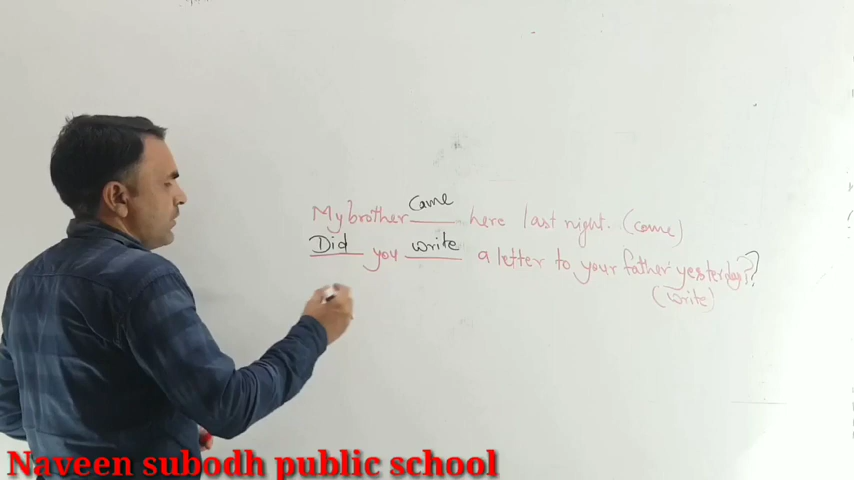 My brother came here last night. (come)
Did you write a letter to your father yesterday??
(write)
Naveen subodh public school